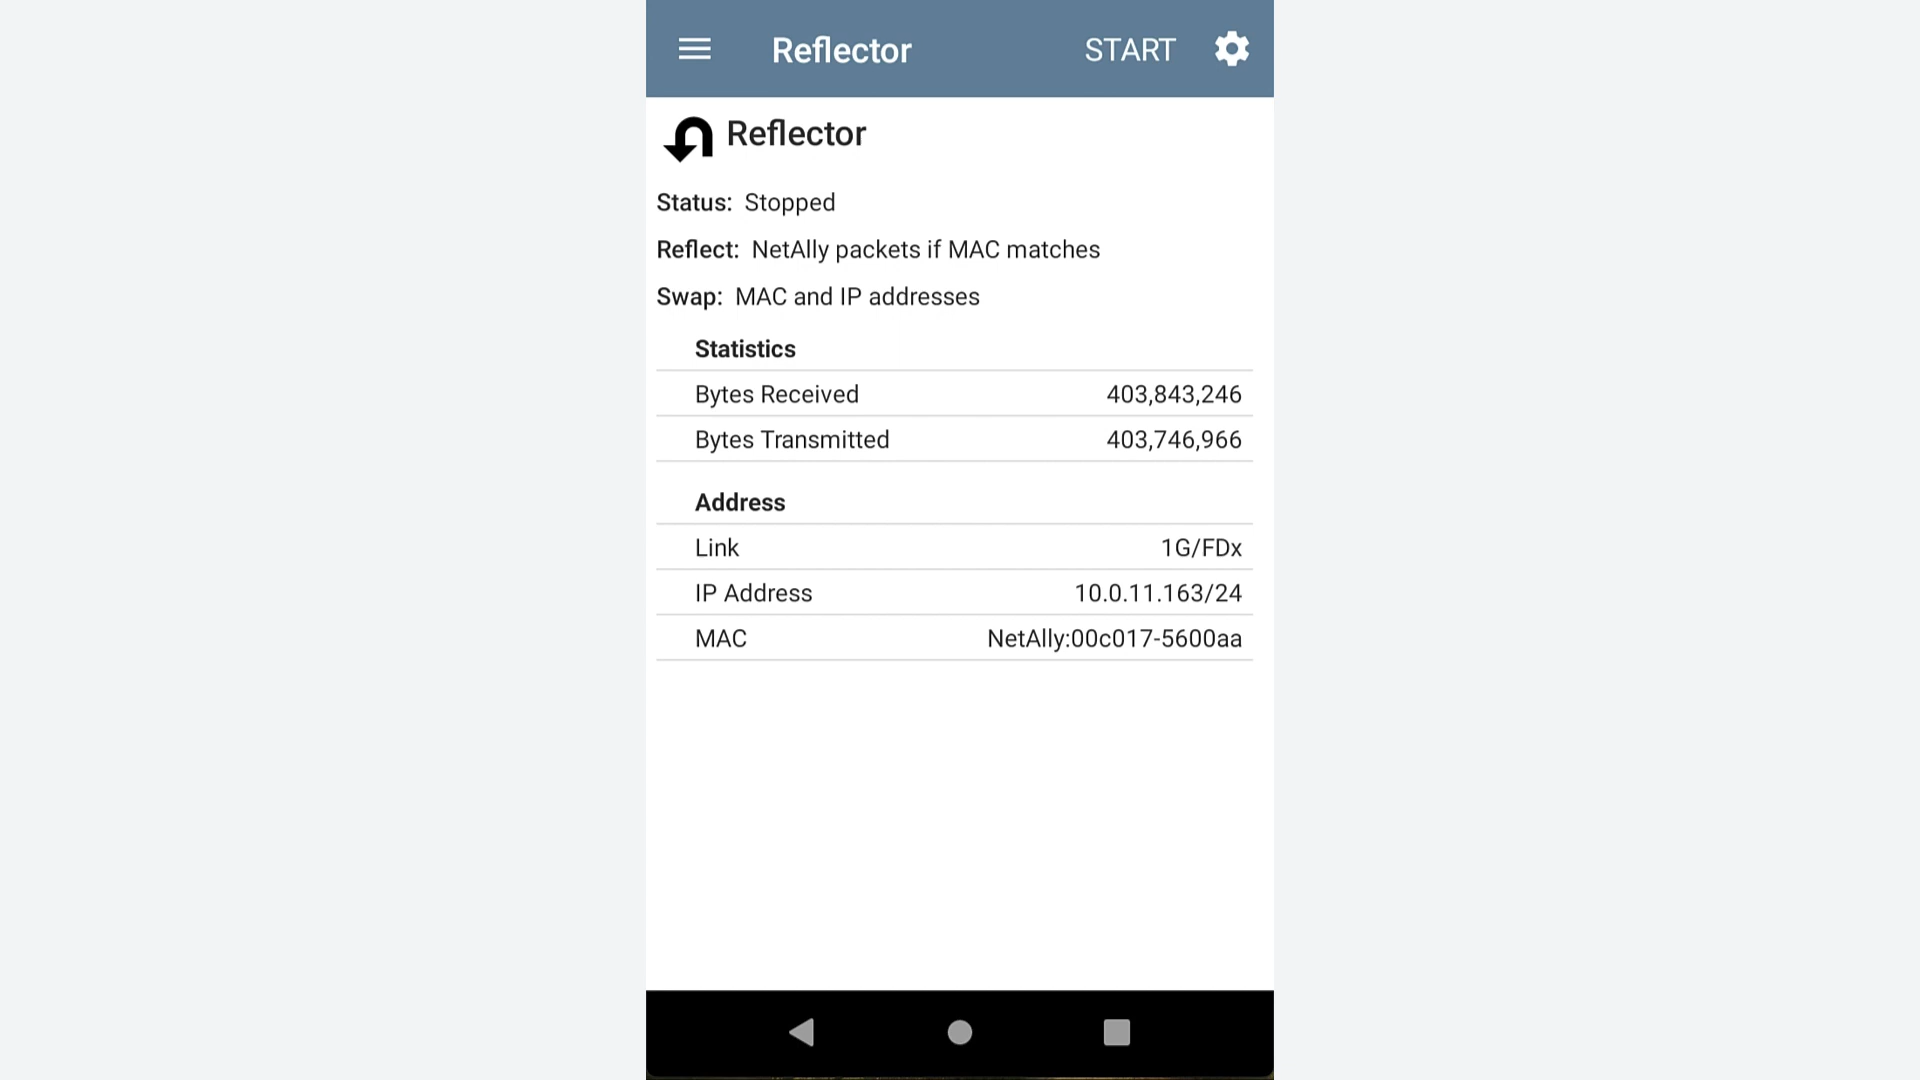 Reflector START
Reflector
Status: Stopped
Reflect: NetAlly packets if MAC matches
Swap: MAC and IP addresses
Statistics
Bytes Received 403,843,246
Bytes Transmitted 403,746,966
Address
Link 1G/FDx
IP Address 10.0.11.163/24
MAC NetAlly:00c017-5600aa